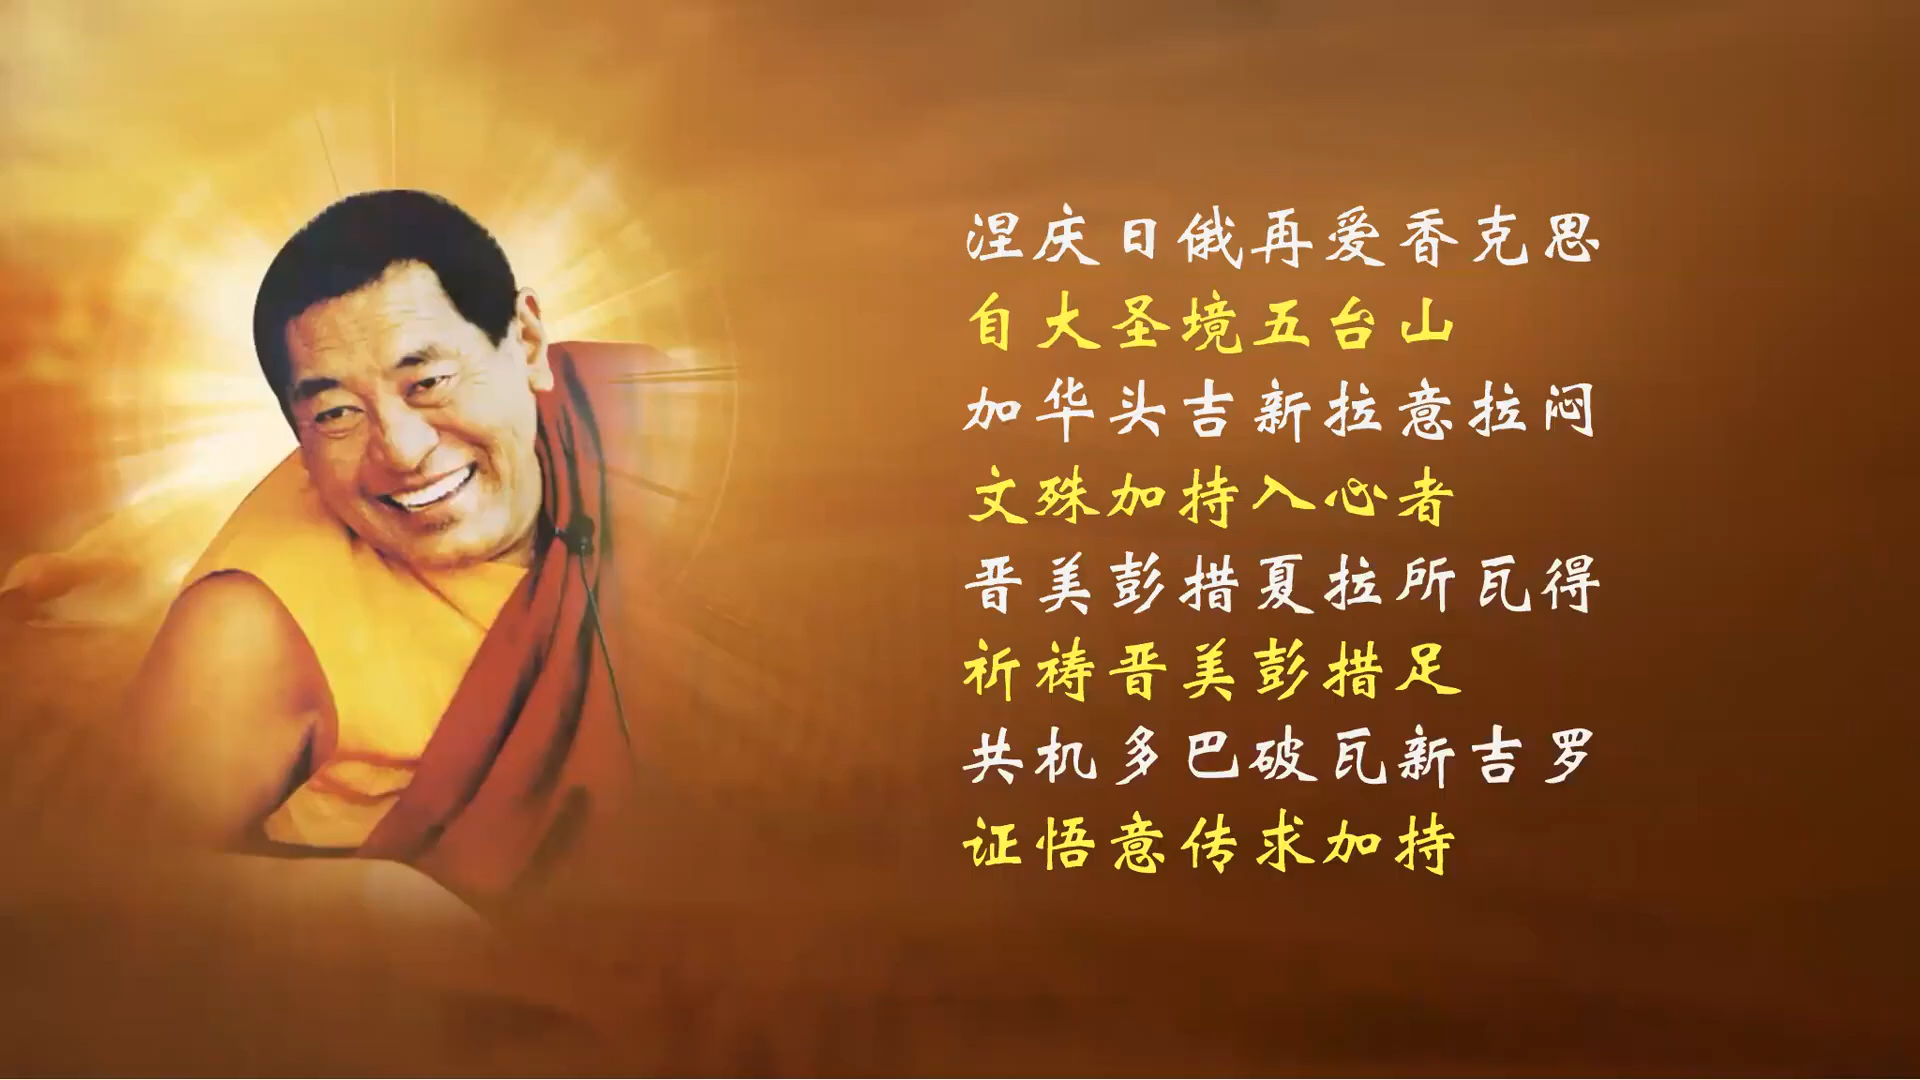 涅庆日俄再爱香克思
自大圣境五台山
加华头吉新拉意拉闷
文殊加持入心者
晋美彭措夏拉所瓦得
祈祷晋美彭措足
共机多巴破瓦新吉罗
证悟意传求加持